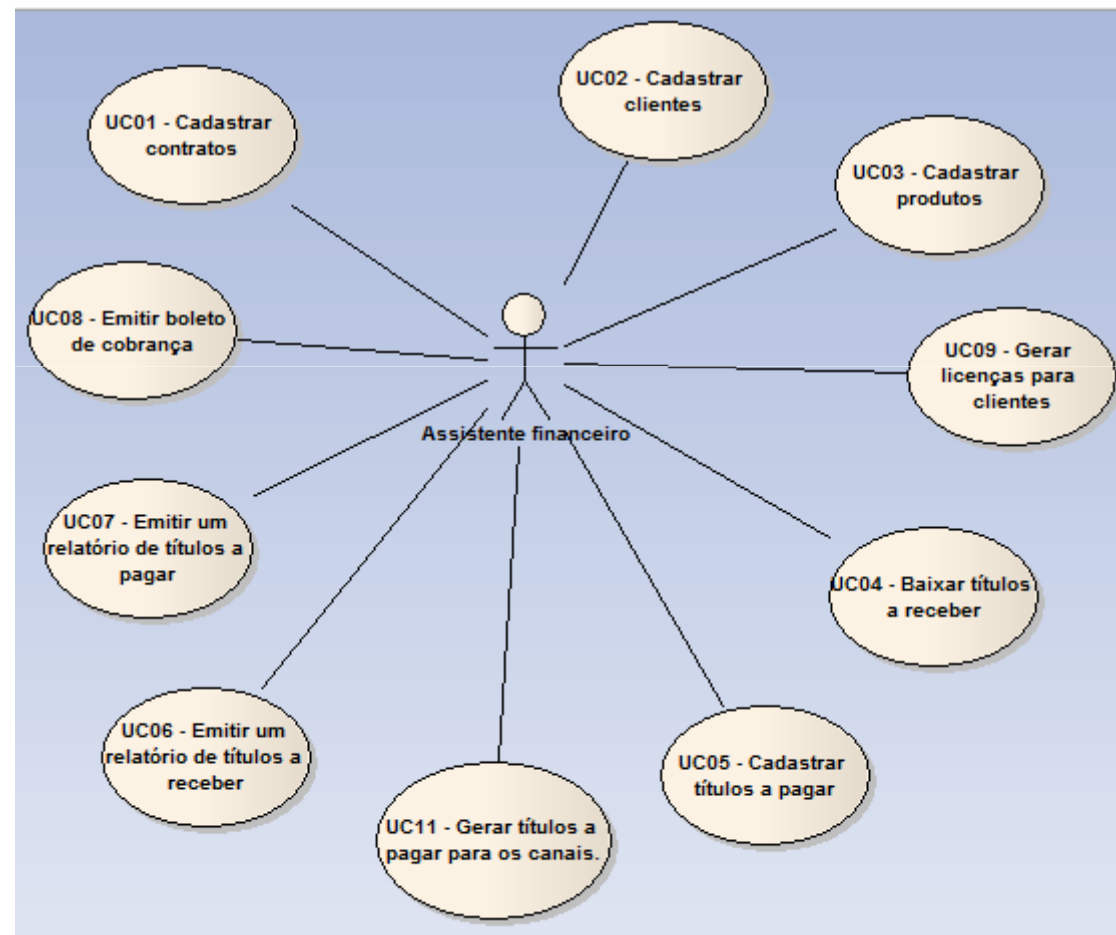 UC02 - Cadastrar
clientes
UC01 - Cadastrar
contratos
UC03 - Cadastrar
produtos
UC08 - Emitir boleto
de cobrança
UC09 - Gerar
licenças para
clientes
Assistente financeiro
UC07 - Emitir um
relatório de títulos a
pagar
UC04 - Baixar títulos
a receber
UC06 - Emitir um
relatório de títulos a
receber
UC05 - Cadastrar
títulos a pagar
UC11 - Gerar títulos a
pagar para os canais.